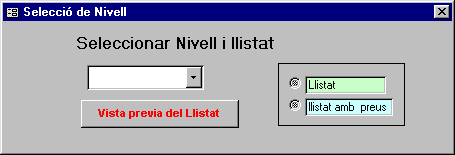 Selecció de Nivell
Seleccionar Nivell i llistat
Llistat
Vista previa del Llistat
llistat amb preus